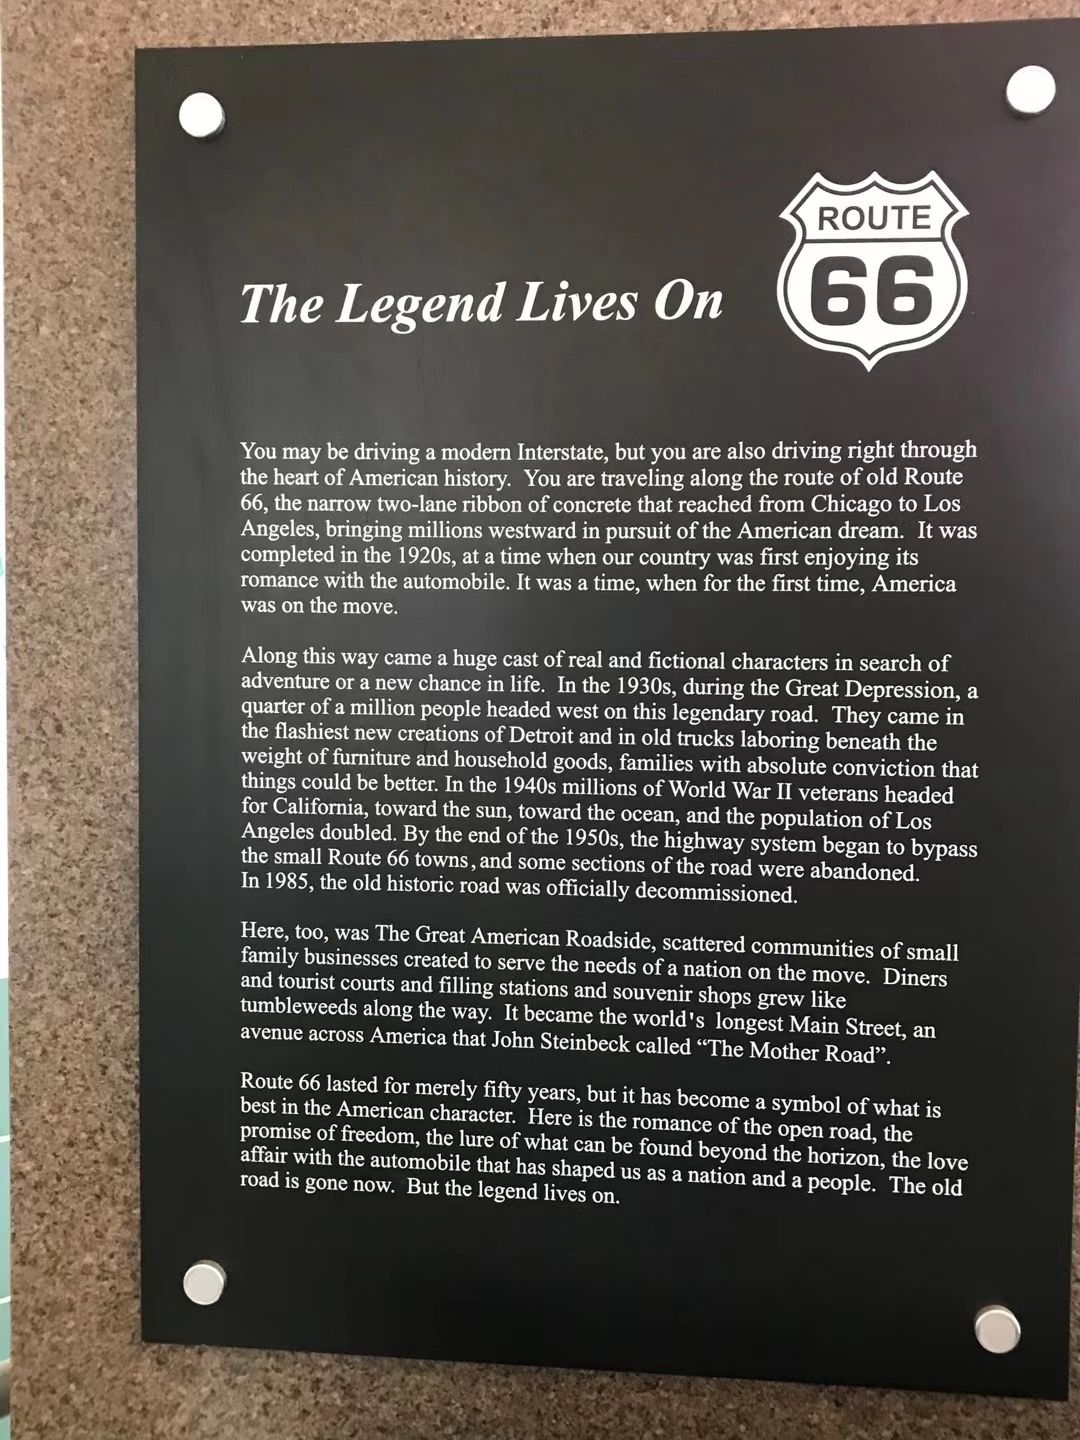 ROUTE
66
The Legend Lives On
You may be driving a modern Interstate, but you are also driving right through
the heart of American history. You are traveling along the route of old Route
66, the narrow two-lane ribbon of concrete that reached from Chicago to Los
Angeles, bringing millions westward in pursuit of the American dream. It was
completed in the 1920s, at a time when our country was first enjoying its
romance with the automobile. It was a time, when for the first time, America
was on the move.
Along this way came a huge cast of real and fictional characters in search of
adventure or a new chance in life. In the 1930s, during the Great Depression, a
quarter of a million people headed west on this legendary road. They came in
the flashiest new creations of Detroit and in old trucks laboring beneath the
weight of furniture and household goods, families with absolute conviction that
things could be better. In the 1940s millions of World War II veterans headed
for California, toward the sun, toward the ocean, and the population of Los
Angeles doubled. By the end of the 1950s, the highway system began to bypass
the small Route 66 towns, and some sections of the road were abandoned.
In 1985, the old historic road was officially decommissioned.
Here, too, was The Great American Roadside, scattered communities of small
family businesses created to serve the needs of a nation on the move. Diners
and tourist courts and filling stations and souvenir shops grew like
tumbleweeds along the way. It became the world's longest Main Street, an
avenue across America that John Steinbeck called “The Mother Road”.
Route 66 lasted for merely fifty years, but it has become a symbol of what is
best in the American character. Here is the romance of the open road, the
promise of freedom, the lure of what can be found beyond the horizon, the love
affair with the automobile that has shaped us as a nation and a people. The old
road is gone now. But the legend lives on.